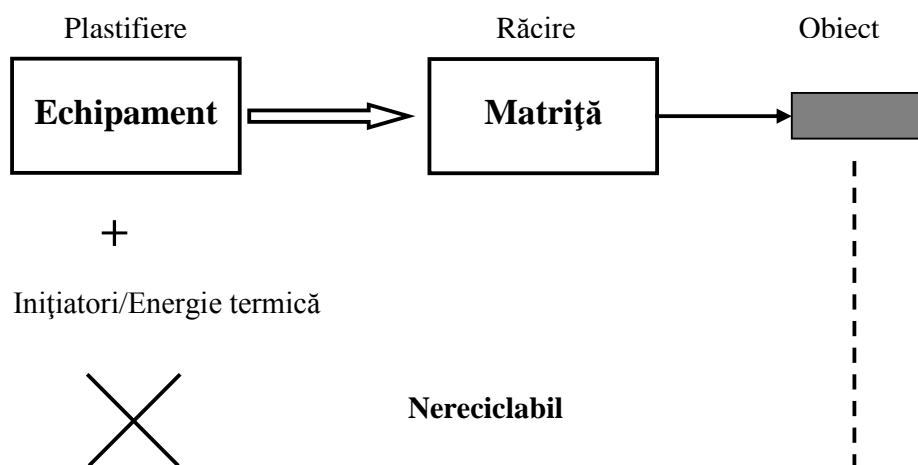 Plastifiere Răcire Obiect
Echipament Matriţă
+
Iniţiatori/Energie termică
Nereciclabil